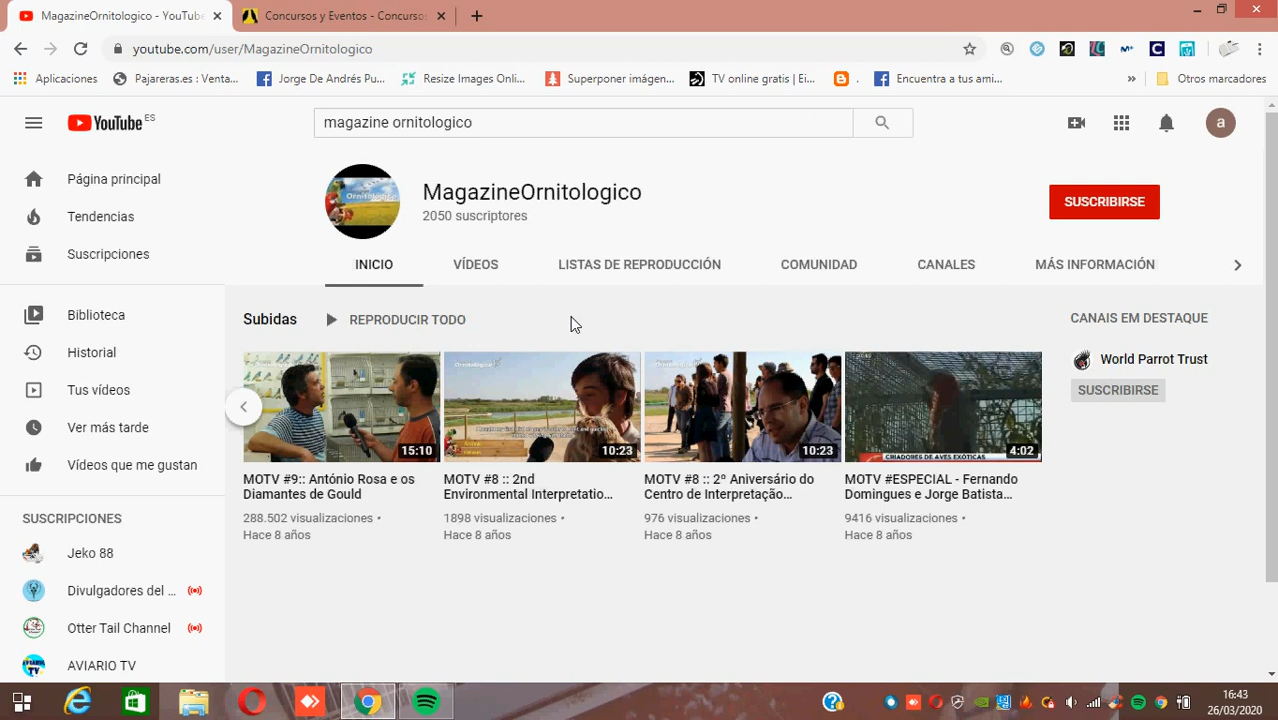 MagazineOrnitologico - YouTube
Concursos y Eventos - Concursos
youtube.com/user/MagazineOrnitologico
Aplicaciones
Pajareras.es : Venta...
Jorge De Andrés Pu...
Resize Images Onli...
Superponer imágen...
TV online gratis | Ei...
.
Encuentra a tus ami...
»
Otros marcadores
YouTube ES
magazine ornitologico
a
Página principal
Tendencias
Suscripciones
Biblioteca
Historial
Tus vídeos
Ver más tarde
Vídeos que me gustan
SUSCRIPCIONES
Jeko 88
Divulgadores del ...
Otter Tail Channel
AVIARIO TV
MagazineOrnitologico
2050 suscriptores
SUSCRIBIRSE
INICIO
VÍDEOS
LISTAS DE REPRODUCCIÓN
COMUNIDAD
CANALES
MÁS INFORMACIÓN
Subidas
REPRODUCIR TODO
15:10
MOTV #9:: António Rosa e os
Diamantes de Gould
288.502 visualizaciones •
Hace 8 años
10:23
MOTV #8 :: 2nd
Environmental Interpretatio...
1898 visualizaciones •
Hace 8 años
10:23
MOTV #8 :: 2º Aniversário do
Centro de Interpretação...
976 visualizaciones •
Hace 8 años
CRIADORES DE AVES EXÓTICAS
4:02
MOTV #ESPECIAL - Fernando
Domingues e Jorge Batista...
9416 visualizaciones •
Hace 8 años
CANAIS EM DESTAQUE
World Parrot Trust
SUSCRIBIRSE
16:43
26/03/2020